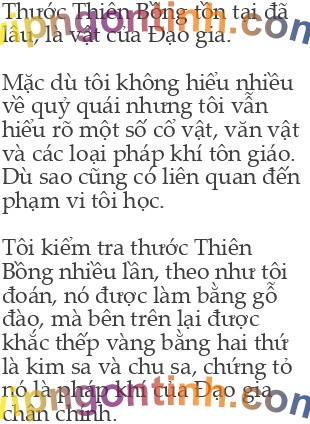 Thước Thiên Bồng tồn tại đã
lâu, là vật của Đạo gia.
vipngontinh.com
Mặc dù tôi không hiểu nhiều
về quỷ quái nhưng tôi vẫn
hiểu rõ một số cổ vật, văn vật
và các loại pháp khí tôn giáo.
Dù sao cũng có liên quan đến
phạm vi tôi học.
Tôi kiểm tra thước Thiên
Bồng nhiều lần, theo như tôi
đoán, nó được làm bằng gỗ
đào, mà bên trên lại được
khắc thếp vàng bằng hai thứ
là kim sa và chu sa, chứng tỏ
nó là pháp khí của Đạo gia
chân chính.
vipngontinh.com